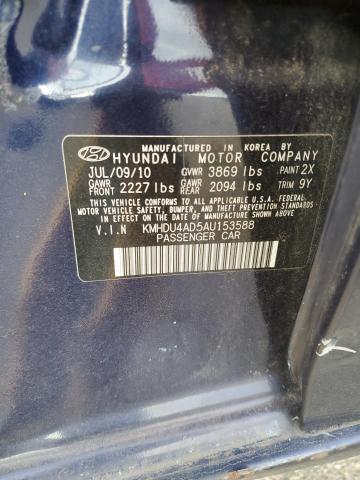 MANUFACTURED IN KOREA BY
HYUNDAI MOTOR COMPANY
JUL/09/10 GVWR 3869 lbs PAINT 2X
GAWR FRONT 2227 lbs GAWR REAR 2094 lbs TRIM 9Y
THIS VEHICLE CONFORMS TO ALL APPLICABLE U.S.A. FEDERAL
MOTOR VEHICLE SAFETY, BUMPER, AND THEFT PREVENTION STANDARDS
IN EFFECT ON THE DATE OF MANUFACTURE SHOWN ABOVE.
V.I.N KMHDU4AD5AU153588
PASSENGER CAR